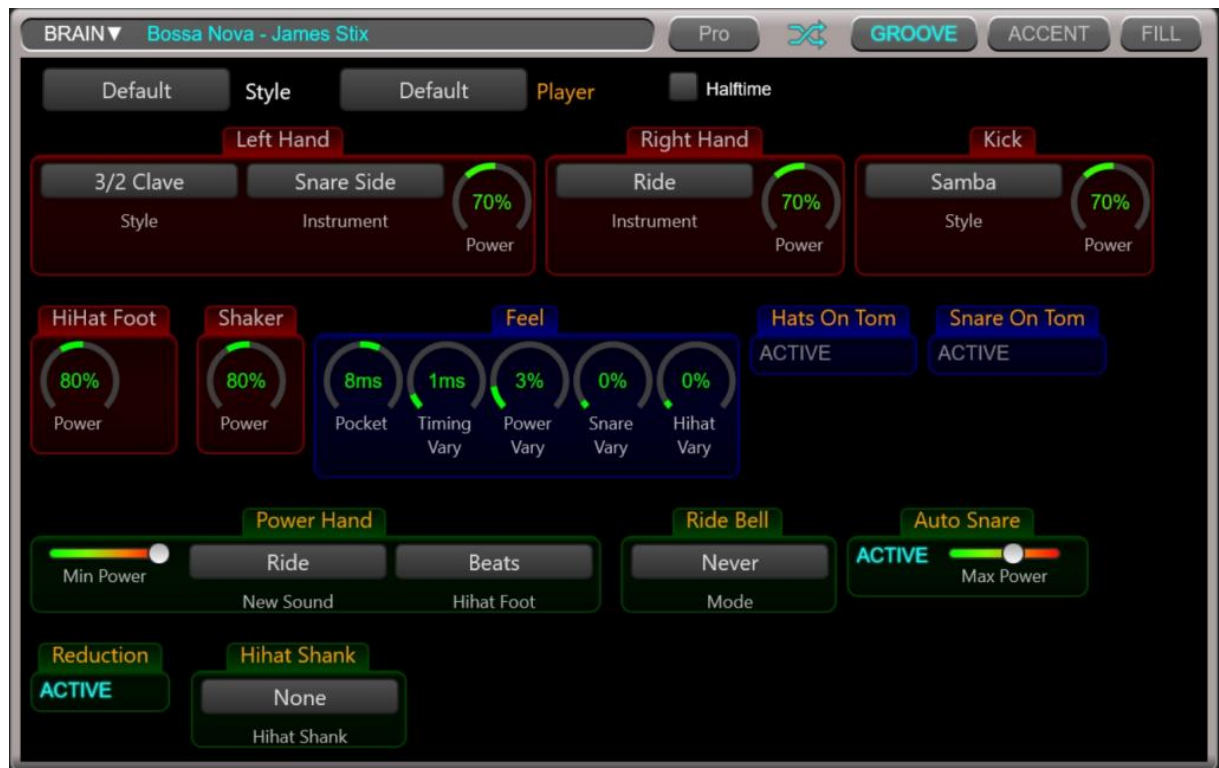 BRAIN▼ Bossa Nova - James Stix Pro GROOVE ACCENT FILL
Default Style Default Player Halftime
Left Hand Right Hand Kick
3/2 Clave Snare Side 70% Ride 70% Samba 70%
Style Instrument Power Instrument Power Style Power
HiHat Foot Shaker Feel Hats On Tom Snare On Tom
ACTIVE ACTIVE
80% 80% 8ms 1ms 3% 0% 0%
Power Power Pocket Timing Power Snare Hihat
Vary Vary Vary Vary
Power Hand Ride Bell Auto Snare
Ride Beats Never ACTIVE
Min Power Max Power
New Sound Hihat Foot Mode
Reduction Hihat Shank
ACTIVE None
Hihat Shank